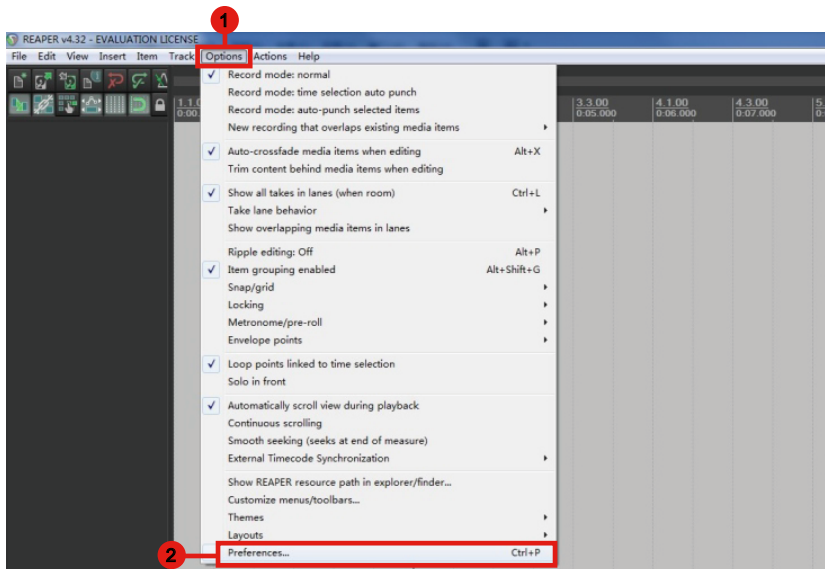 1
REAPER v4.32 - EVALUATION LICENSE
File Edit View Insert Item Track Options Actions Help
Record mode: normal
Record mode: time selection auto punch
Record mode: auto-punch selected items
New recording that overlaps existing media items
Auto-crossfade media items when editing Alt+X
Trim content behind media items when editing
Show all takes in lanes (when room) Ctrl+L
Take lane behavior
Show overlapping media items in lanes
Ripple editing: Off Alt+P
Item grouping enabled Alt+Shift+G
Snap/grid
Locking
Metronome/pre-roll
Envelope points
Loop points linked to time selection
Solo in front
Automatically scroll view during playback
Continuous scrolling
Smooth seeking (seeks at end of measure)
External Timecode Synchronization
Show REAPER resource path in explorer/finder...
Customize menus/toolbars...
Themes
Layouts
2 Preferences... Ctrl+P
3.3.00 4.1.00 4.3.00
0:05.000 0:06.000 0:07.000